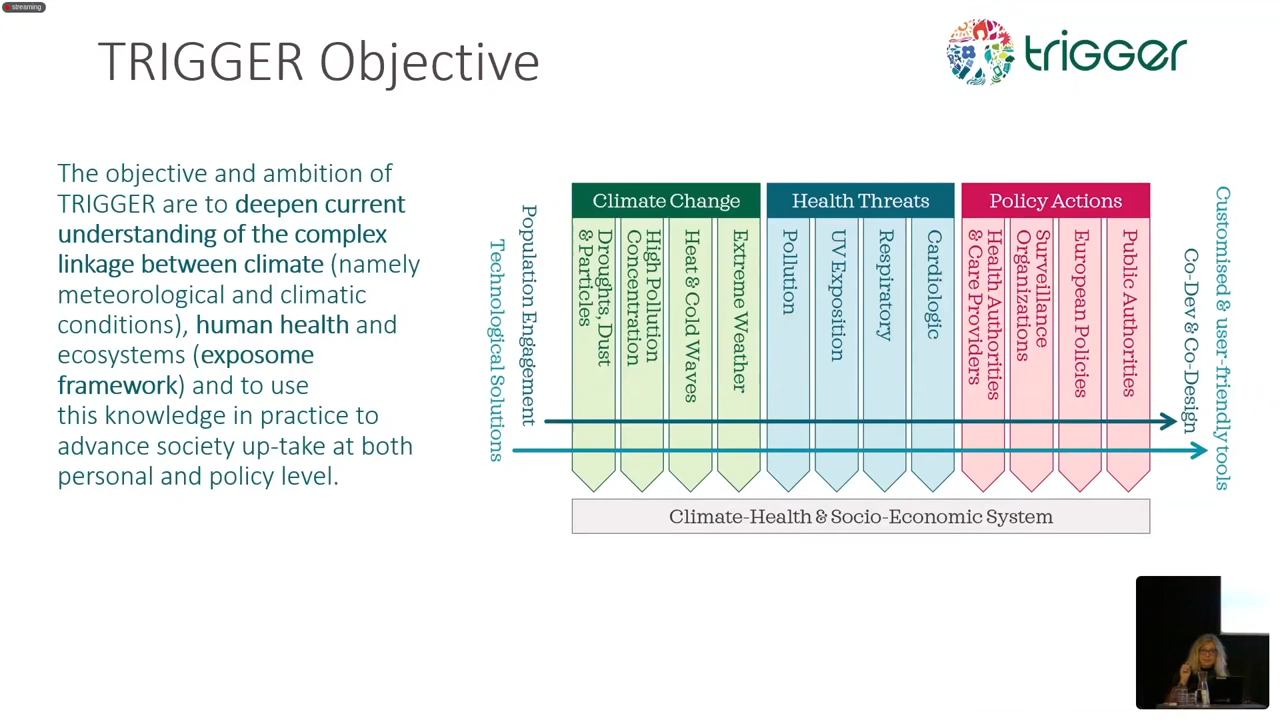 streaming
TRIGGER Objective
trigger
The objective and ambition of
TRIGGER are to deepen current
understanding of the complex
linkage between climate (namely
meteorological and climatic
conditions), human health and
ecosystems (exposome
framework) and to use
this knowledge in practice to
advance society up-take at both
personal and policy level.
Technological Solutions
Population Engagement
Climate Change
Droughts, Dust
& Particles
High Pollution
Concentration
Heat & Cold Waves
Extreme Weather
Health Threats
Pollution
UV Exposition
Respiratory
Cardiologic
Policy Actions
Health Authorities
& Care Providers
Surveillance
Organizations
European Policies
Public Authorities
Co-Dev & Co-Design
Customised & user-friendly tools
Climate-Health & Socio-Economic System